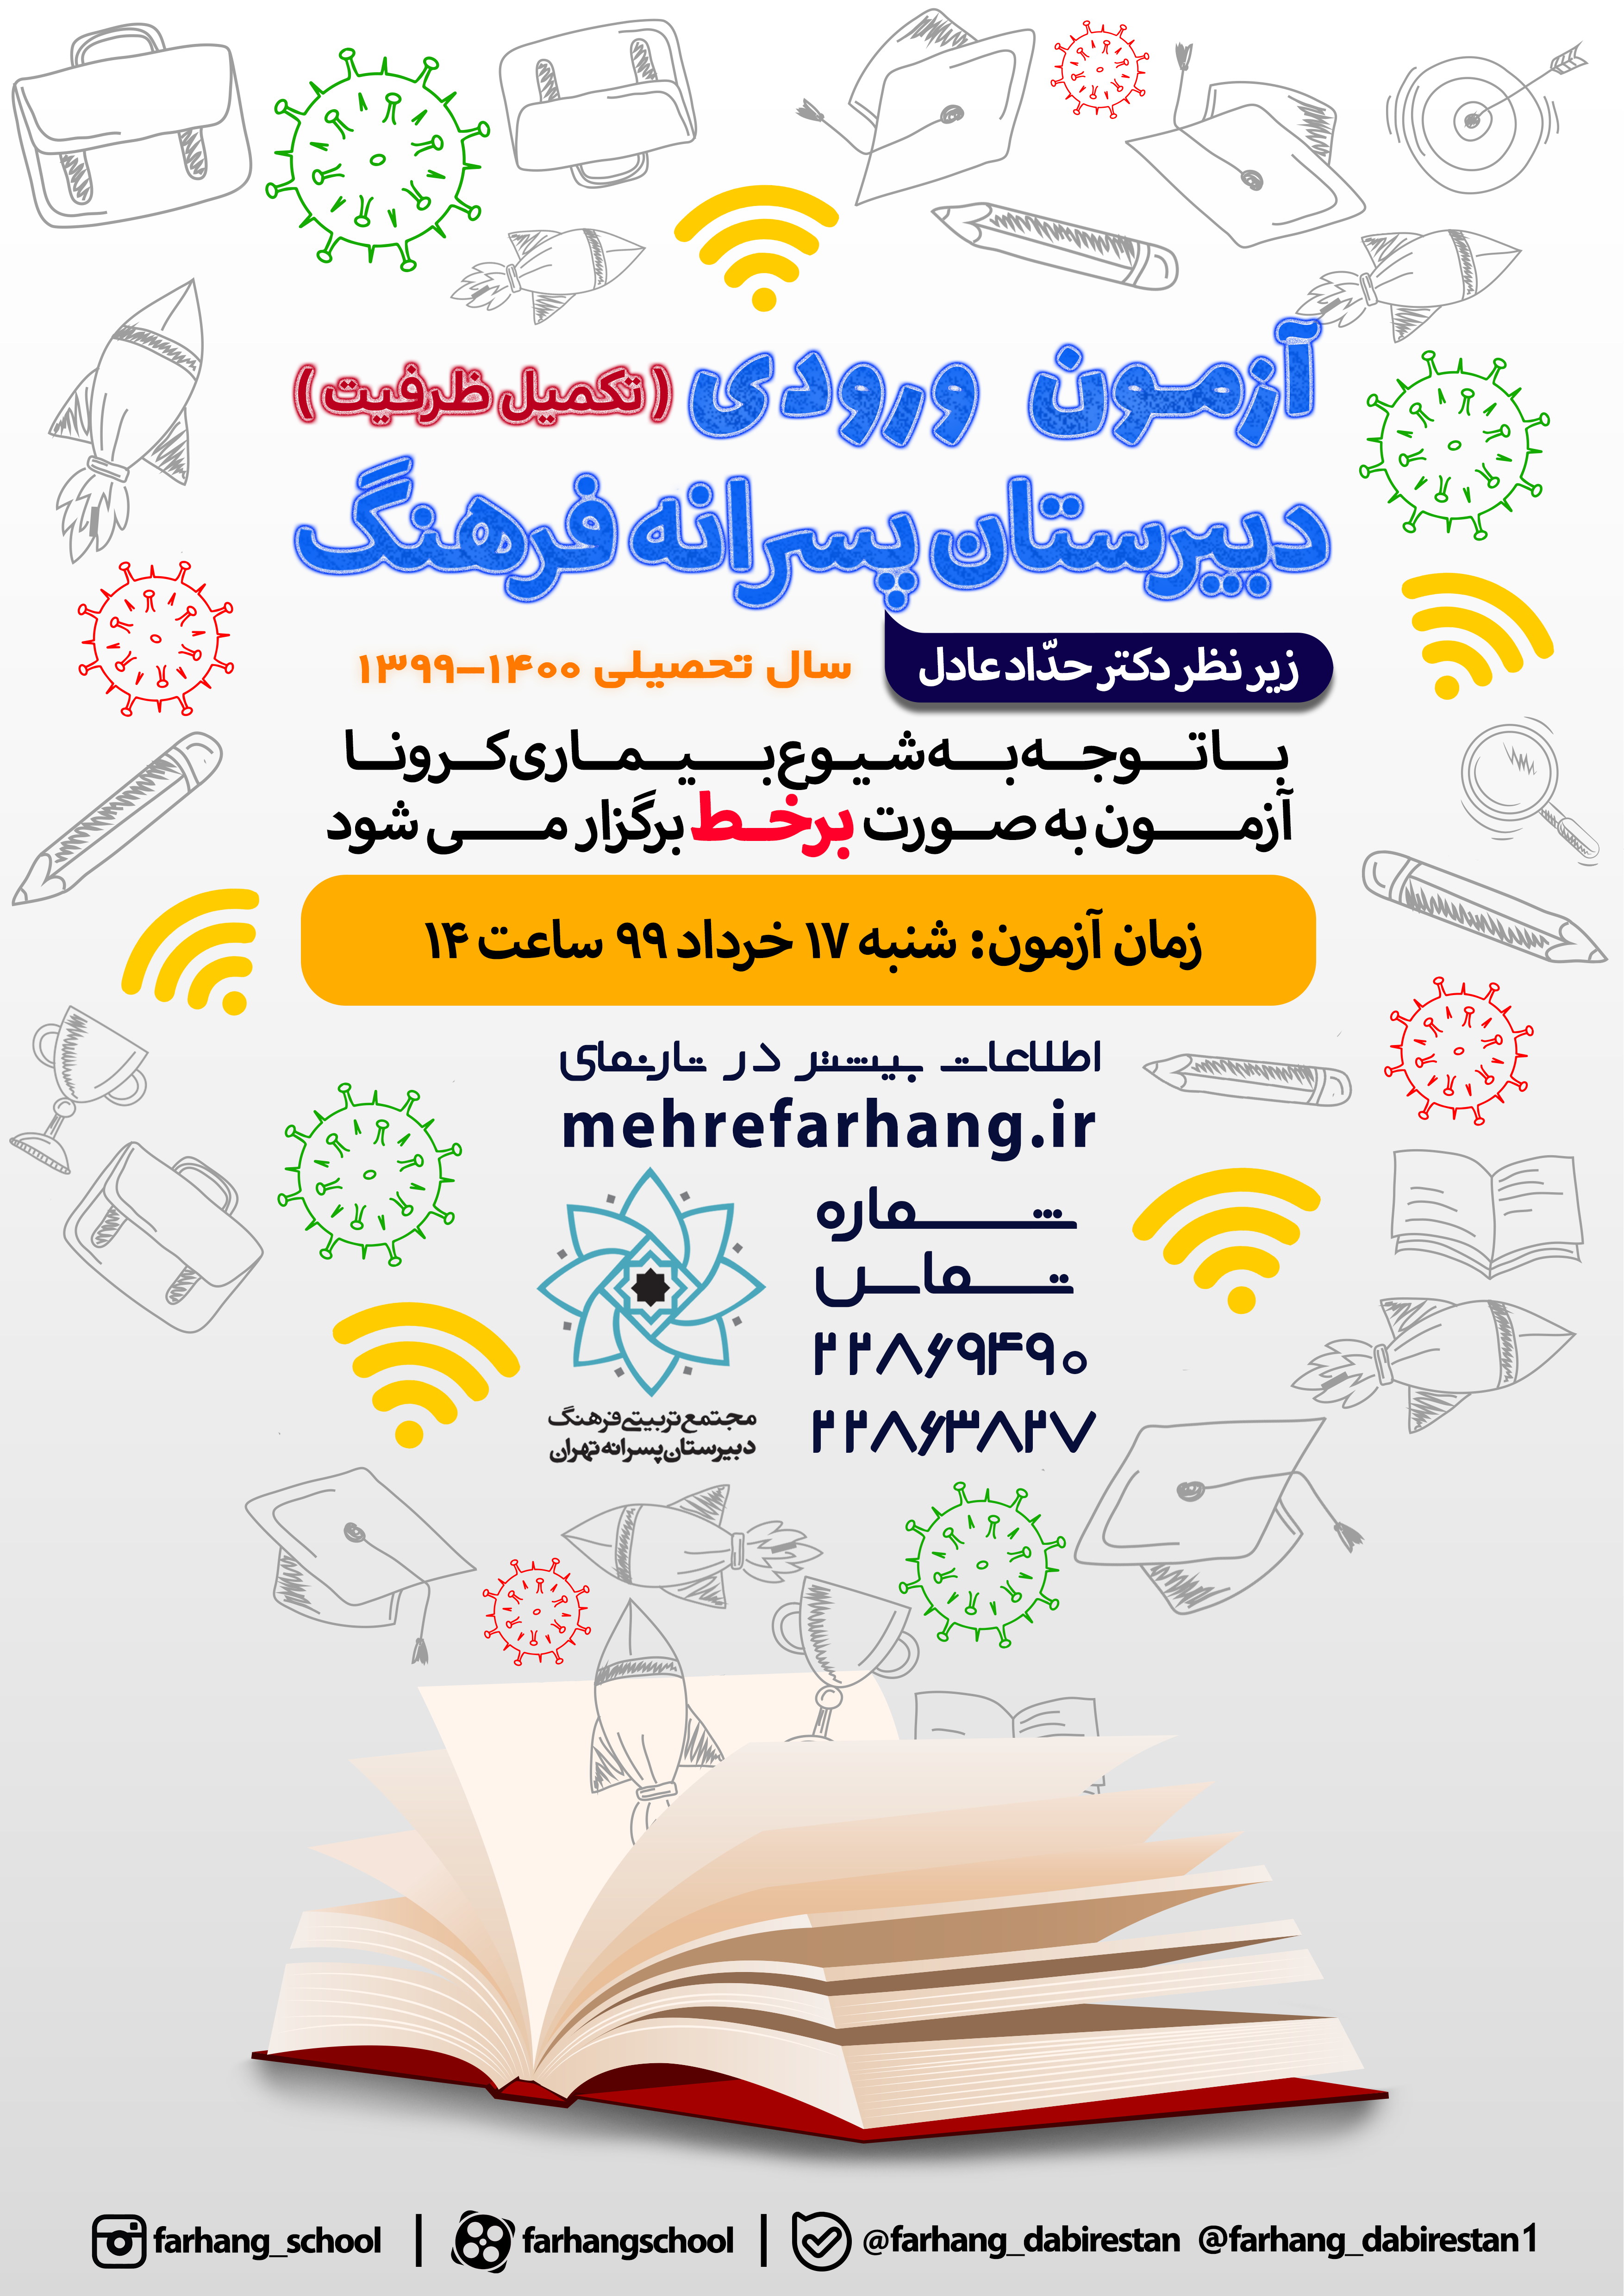 آزمون ورودی (تکمیل ظرفیت)
دبیرستان پسرانه فرهنگ
زیر نظر دکتر حدّاد عادل
سال تحصیلی ۱۴۰۰-۱۳۹۹
با توجه به شیوع بیماری کرونا
آزمون به صورت برخط برگزار می شود
زمان آزمون: شنبه ۱۷ خرداد ۹۹ ساعت ۱۴
اطلاعات بیشتر در تارنمای
mehrefarhang.ir
شماره
تماس
۲۲۸۶۹۴۹۰
۲۲۸۶۳۸۲۷
مجتمع تربیتی فرهنگ
دبیرستان پسرانه تهران
farhang_school | farhangschool | @farhang_dabirestan @farhang_dabirestan1